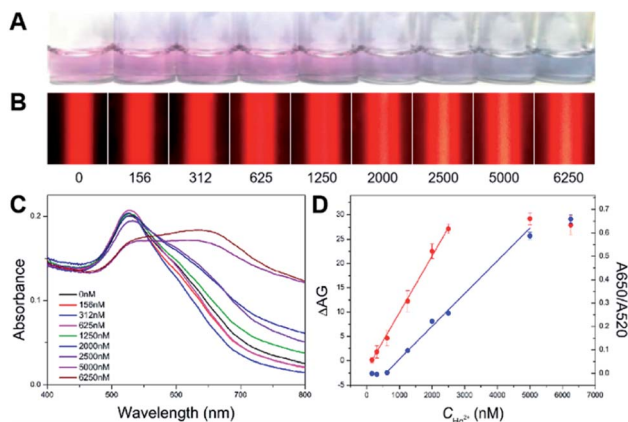 A
B
0 156 312 625 1250 2000 2500 5000 6250
C
0.2
0.1
0.0
Absorbance
0nM
156nM
312nM
625nM
1250nM
2000nM
2500nM
5000nM
6250nM
400 500 600 700 800
Wavelength (nm)
D
30
25
20
15
10
5
0
-5
ΔAG
0.7
0.6
0.5
0.4
0.3
0.2
0.1
0.0
A650/A520
0 1000 2000 3000 4000 5000 6000 7000
C Hg2+ (nM)